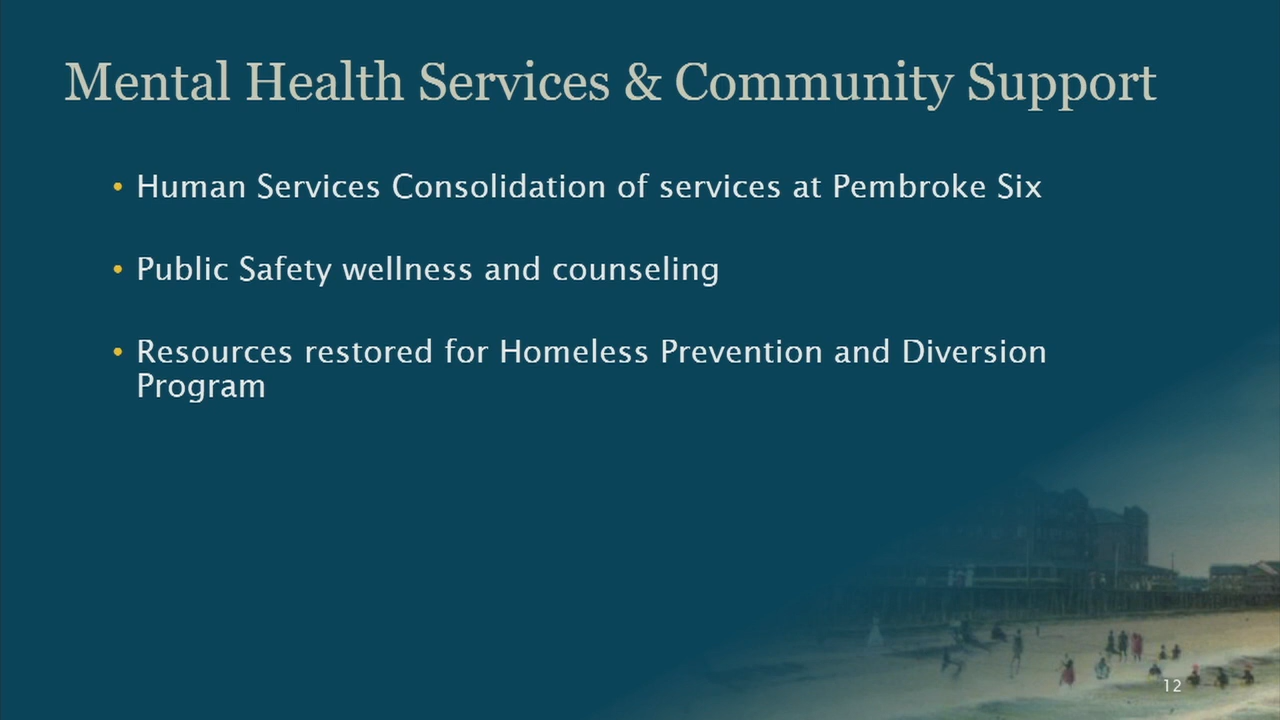 Mental Health Services & Community Support
• Human Services Consolidation of services at Pembroke Six
• Public Safety wellness and counseling
• Resources restored for Homeless Prevention and Diversion
Program
12